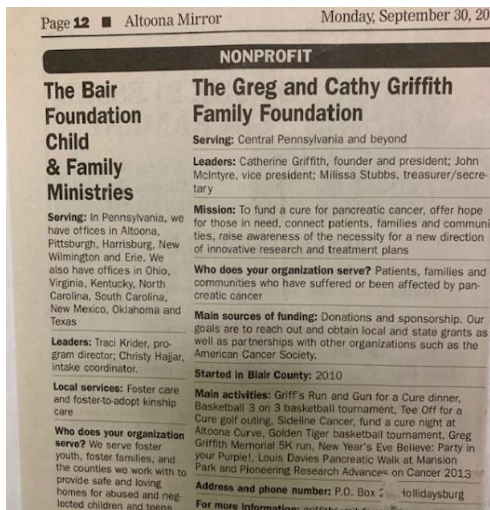 Page 12 ■ Altoona Mirror
Monday, September 30, 20
NONPROFIT
The Bair
Foundation
Child
& Family
Ministries
Serving: In Pennsylvania, we
have offices in Altoona,
Pittsburgh, Harrisburg, New
Wilmington and Erie. We
also have offices in Ohio,
Virginia, Kentucky, North
Carolina, South Carolina,
New Mexico, Oklahoma and
Texas
Leaders: Traci Krider, pro-
gram director; Christy Hajjar,
intake coordinator.
Local services: Foster care
and foster-to-adopt kinship
care
Who does your organization
serve? We serve foster
youth, foster families, and
the counties we work with to
provide safe and loving
homes for abused and neg-
lected children and teens
The Greg and Cathy Griffith
Family Foundation
Serving: Central Pennsylvania and beyond
Leaders: Catherine Griffith, founder and president; John
McIntyre, vice president; Milissa Stubbs, treasurer/secre-
tary
Mission: To fund a cure for pancreatic cancer, offer hope
for those in need, connect patients, families and communi
ties, raise awareness of the necessity for a new direction
of innovative research and treatment plans
Who does your organization serve? Patients, families and
communities who have suffered or been affected by pan-
creatic cancer
Main sources of funding: Donations and sponsorship. Our
goals are to reach out and obtain local and state grants as
well as partnerships with other organizations such as the
American Cancer Society.
Started in Blair County: 2010
Main activities: Griff's Run and Gun for a Cure dinner,
Basketball 3 on 3 basketball tournament, Tee Off for a
Cure golf outing, Sideline Cancer, fund a cure night at
Altoona Curve, Golden Tiger basketball tournament, Greg
Griffith Memorial 5K run, New Year's Eve Believe: Party in
your Purple!, Louis Davies Pancreatic Walk at Mansion
Park and Pioneering Research Advances on Cancer 2013
Address and phone number: P.O. Box ollidaysburg
For more information: